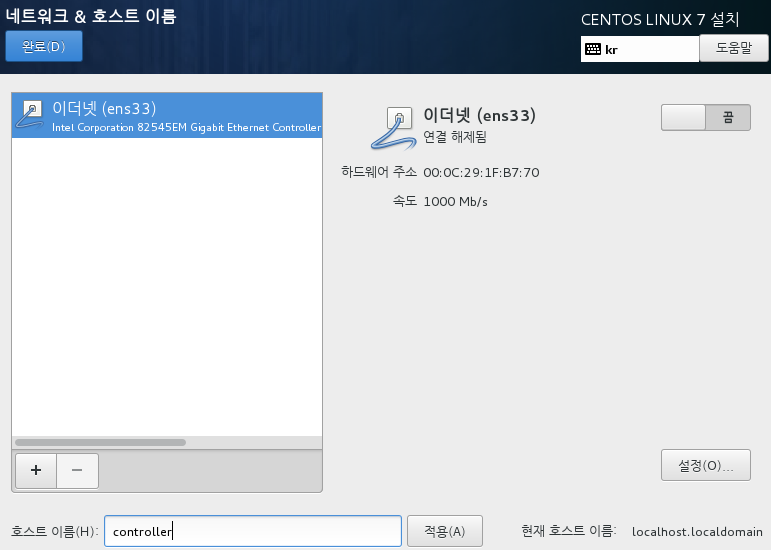 네트워크 & 호스트 이름
CENTOS LINUX 7 설치
완료(D)
kr
도움말
이더넷 (ens33)
Intel Corporation 82545EM Gigabit Ethernet Controller
이더넷 (ens33)
연결 해제됨
끔
하드웨어 주소 00:0C:29:1F:B7:70
속도 1000 Mb/s
+ −
설정(O)...
호스트 이름(H): controller
적용(A)
현재 호스트 이름: localhost.localdomain